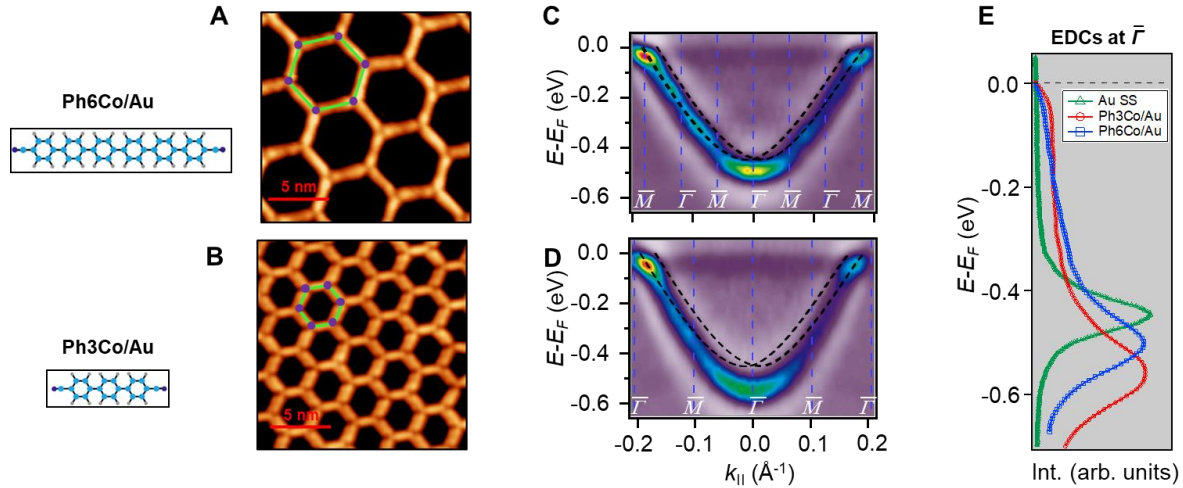 A
Ph6Co/Au
5 nm
B
Ph3Co/Au
5 nm
C
E-E_F (eV)
0.0
-0.2
-0.4
-0.6
M̅ Γ̅ M̅ Γ̅ M̅ Γ̅ M̅
D
E-E_F (eV)
0.0
-0.2
-0.4
-0.6
Γ̅ M̅ Γ̅ M̅ Γ̅
-0.2 -0.1 0.0 0.1 0.2
k_|| (Å⁻¹)
E
EDCs at Γ̅
E-E_F (eV)
0.0
-0.2
-0.4
-0.6
Au SS
Ph3Co/Au
Ph6Co/Au
Int. (arb. units)